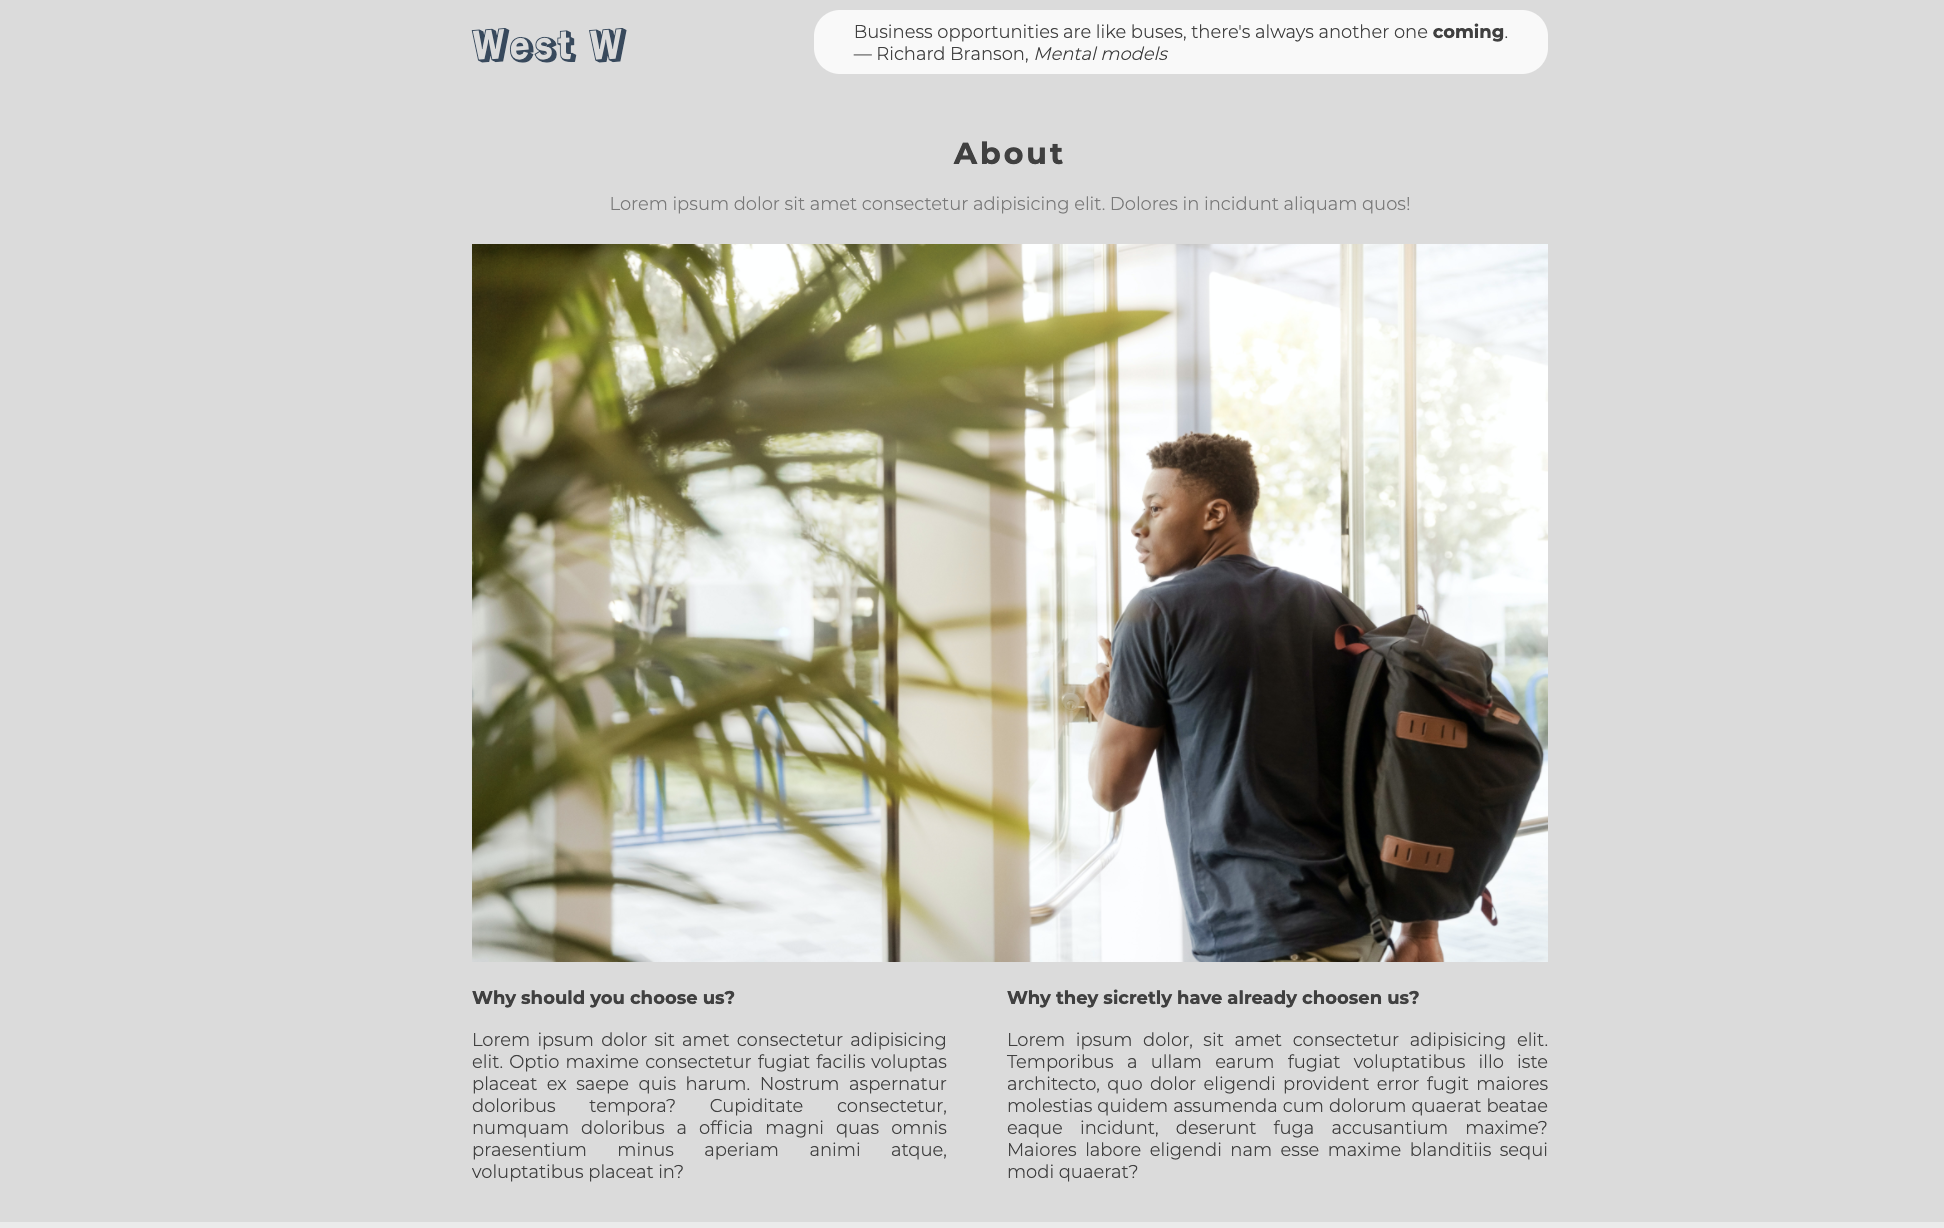 West W
Business opportunities are like buses, there's always another one coming.
— Richard Branson, Mental models
About
Lorem ipsum dolor sit amet consectetur adipisicing elit. Dolores in incidunt aliquam quos!
Why should you choose us?
Lorem ipsum dolor sit amet consectetur adipisicing
elit. Optio maxime consectetur fugiat facilis voluptas
placeat ex saepe quis harum. Nostrum aspernatur
doloribus tempora? Cupiditate consectetur,
numquam doloribus a officia magni quas omnis
praesentium minus aperiam animi atque,
voluptatibus placeat in?
Why they sicretly have already choosen us?
Lorem ipsum dolor, sit amet consectetur adipisicing elit.
Temporibus a ullam earum fugiat voluptatibus illo iste
architecto, quo dolor eligendi provident error fugit maiores
molestias quidem assumenda cum dolorum quaerat beatae
eaque incidunt, deserunt fuga accusantium maxime?
Maiores labore eligendi nam esse maxime blanditiis sequi
modi quaerat?